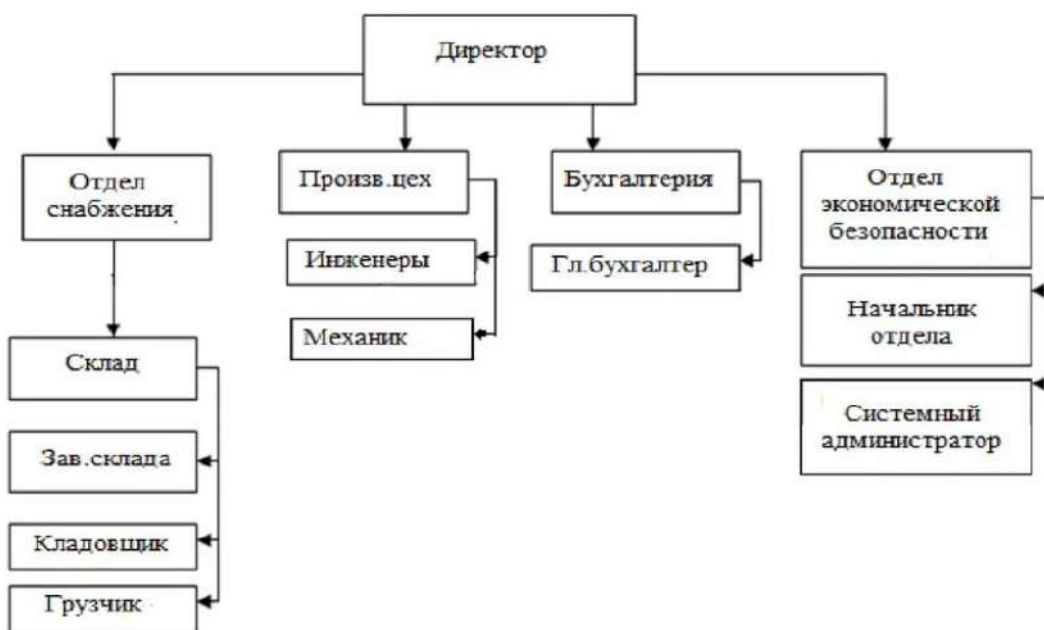 Директор
Отдел
снабжения
Произв.цех
Бухгалтерия
Отдел
экономической
безопасности
Инженеры
Гл.бухгалтер
Начальник
отдела
Механик
Склад
Системный
администратор
Зав.склада
Кладовщик
Грузчик